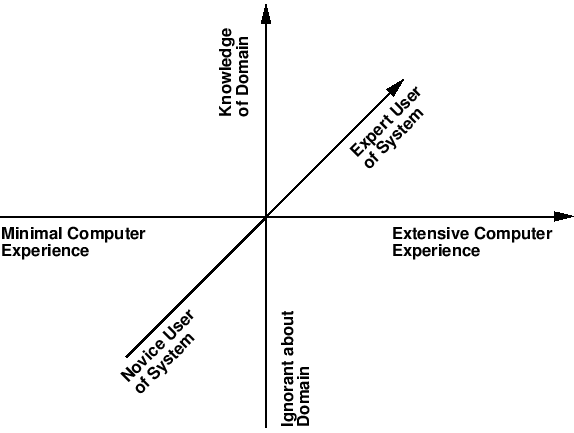 Knowledge
of Domain
Expert User
of System
Minimal Computer
Experience
Extensive Computer
Experience
Novice User
of System
Ignorant about
Domain